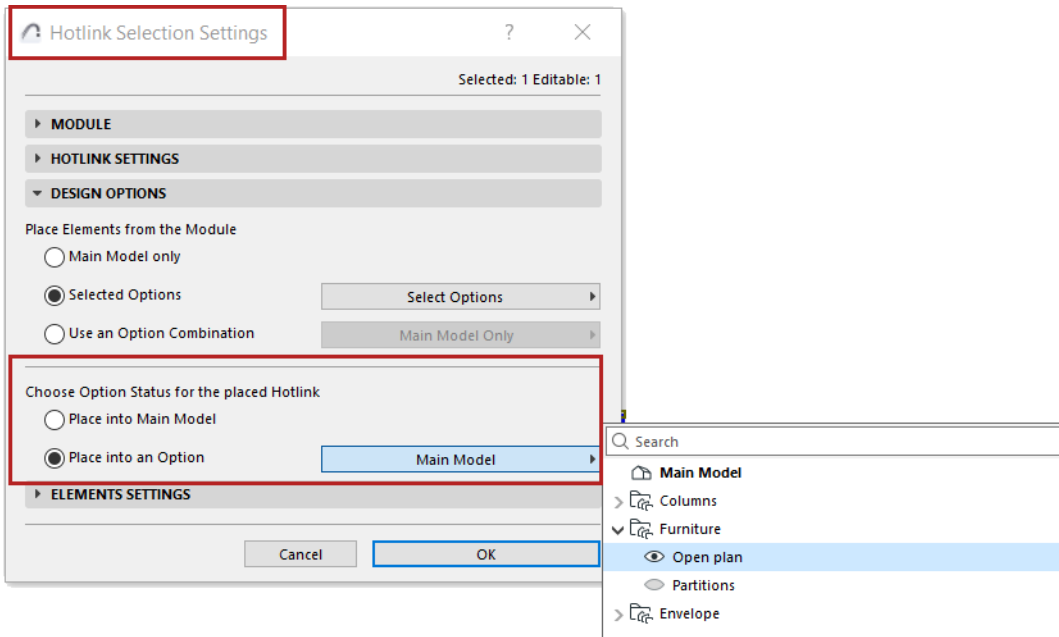 Hotlink Selection Settings
?
Selected: 1 Editable: 1
MODULE
HOTLINK SETTINGS
DESIGN OPTIONS
Place Elements from the Module
Main Model only
Selected Options Select Options
Use an Option Combination Main Model Only
Choose Option Status for the placed Hotlink
Place into Main Model
Place into an Option Main Model
ELEMENTS SETTINGS
Cancel OK
Search
Main Model
Columns
Furniture
Open plan
Partitions
Envelope